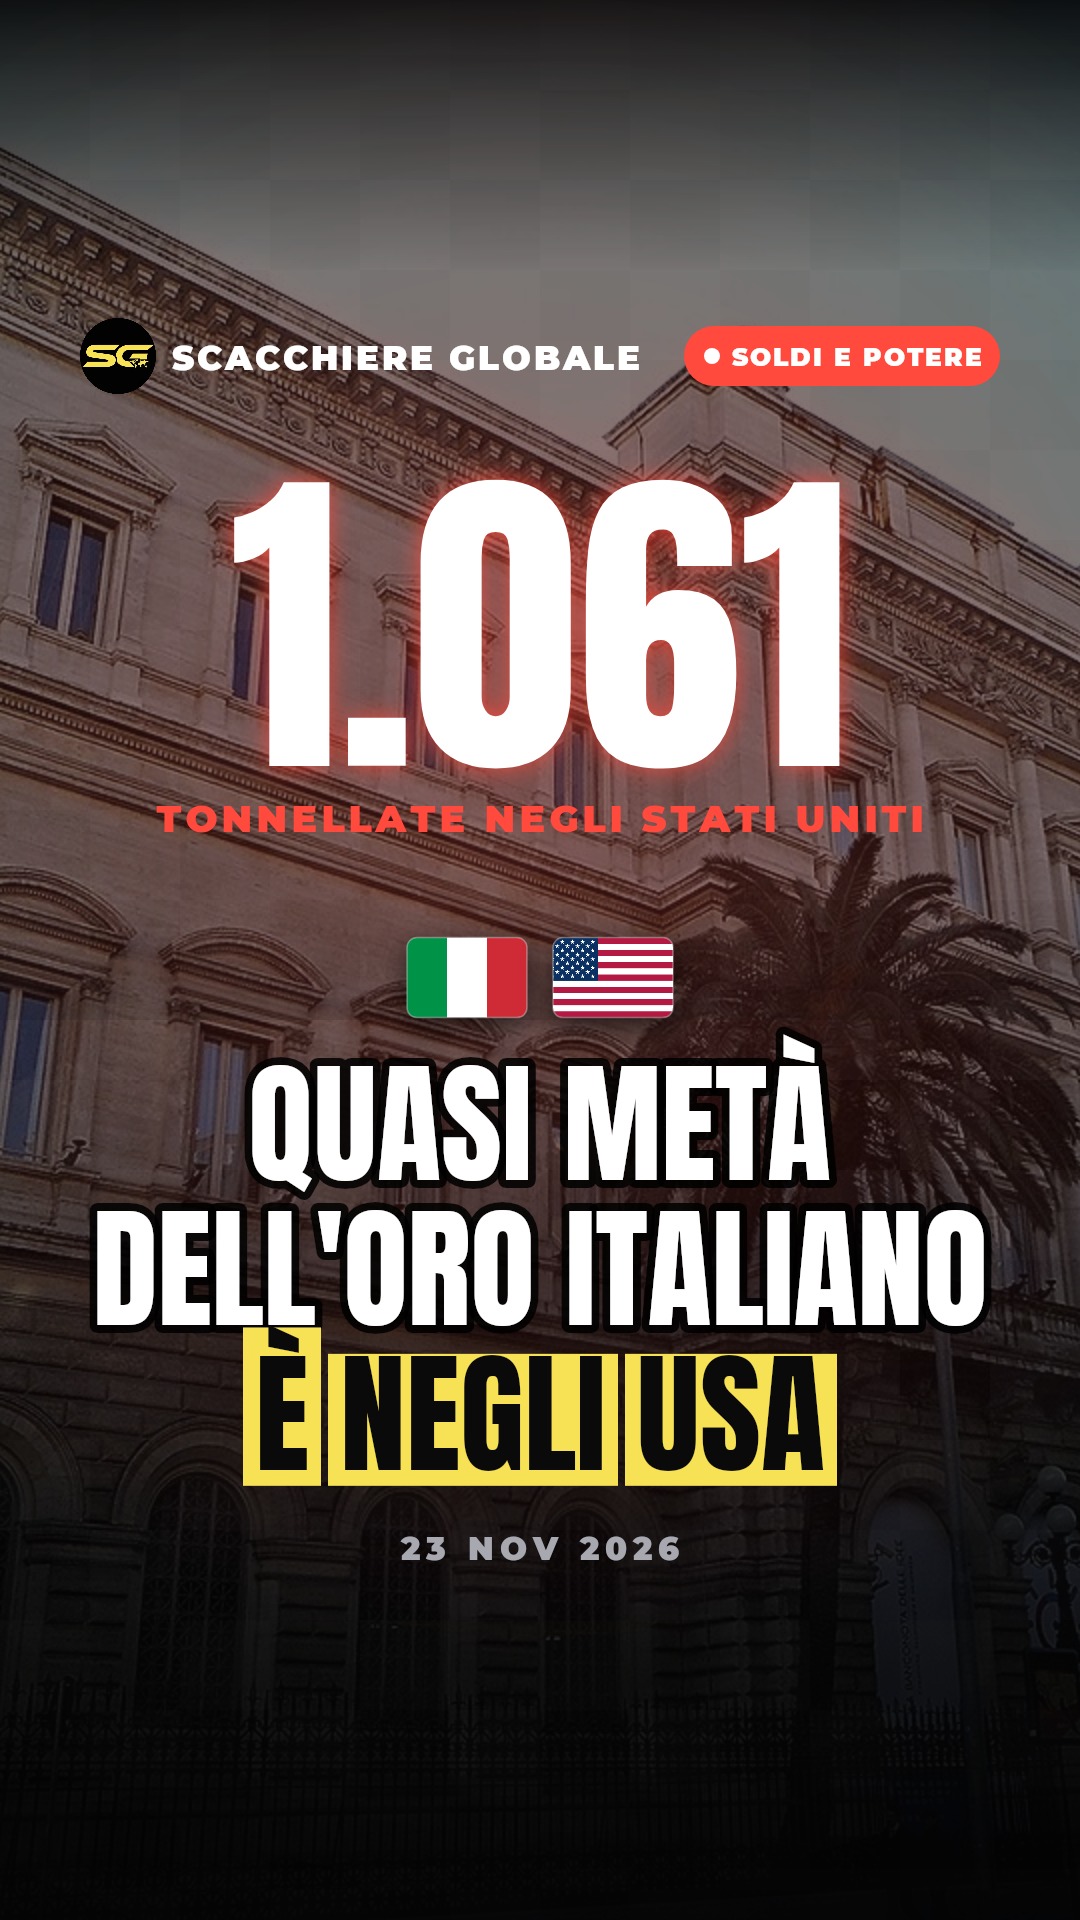 SG SCACCHIERE GLOBALE
SOLDI E POTERE
1.061
TONNELLATE NEGLI STATI UNITI
QUASI METÀ
DELL'ORO ITALIANO
È NEGLI USA
23 NOV 2026